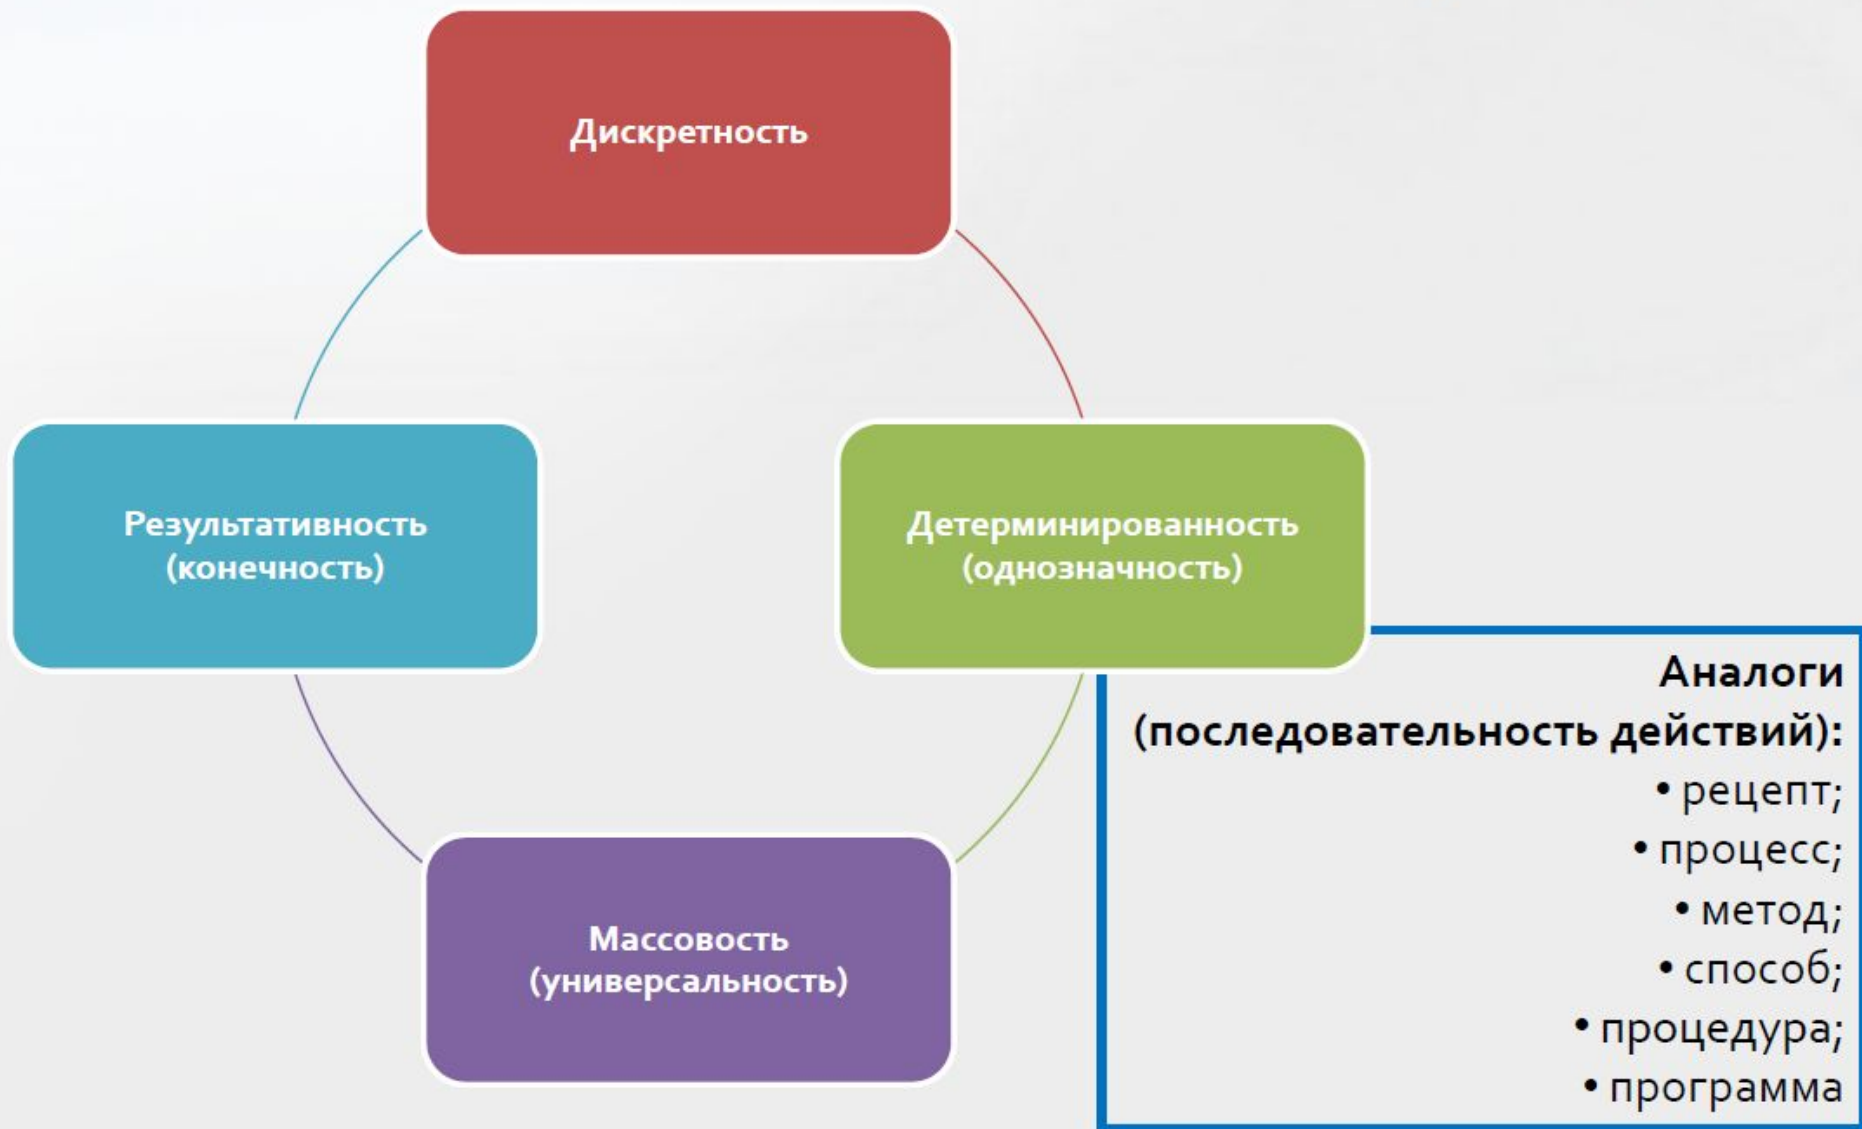 Дискретность
Результативность
(конечность)
Детерминированность
(однозначность)
Массовость
(универсальность)
Аналоги
(последовательность действий):
• рецепт;
• процесс;
• метод;
• способ;
• процедура;
• программа